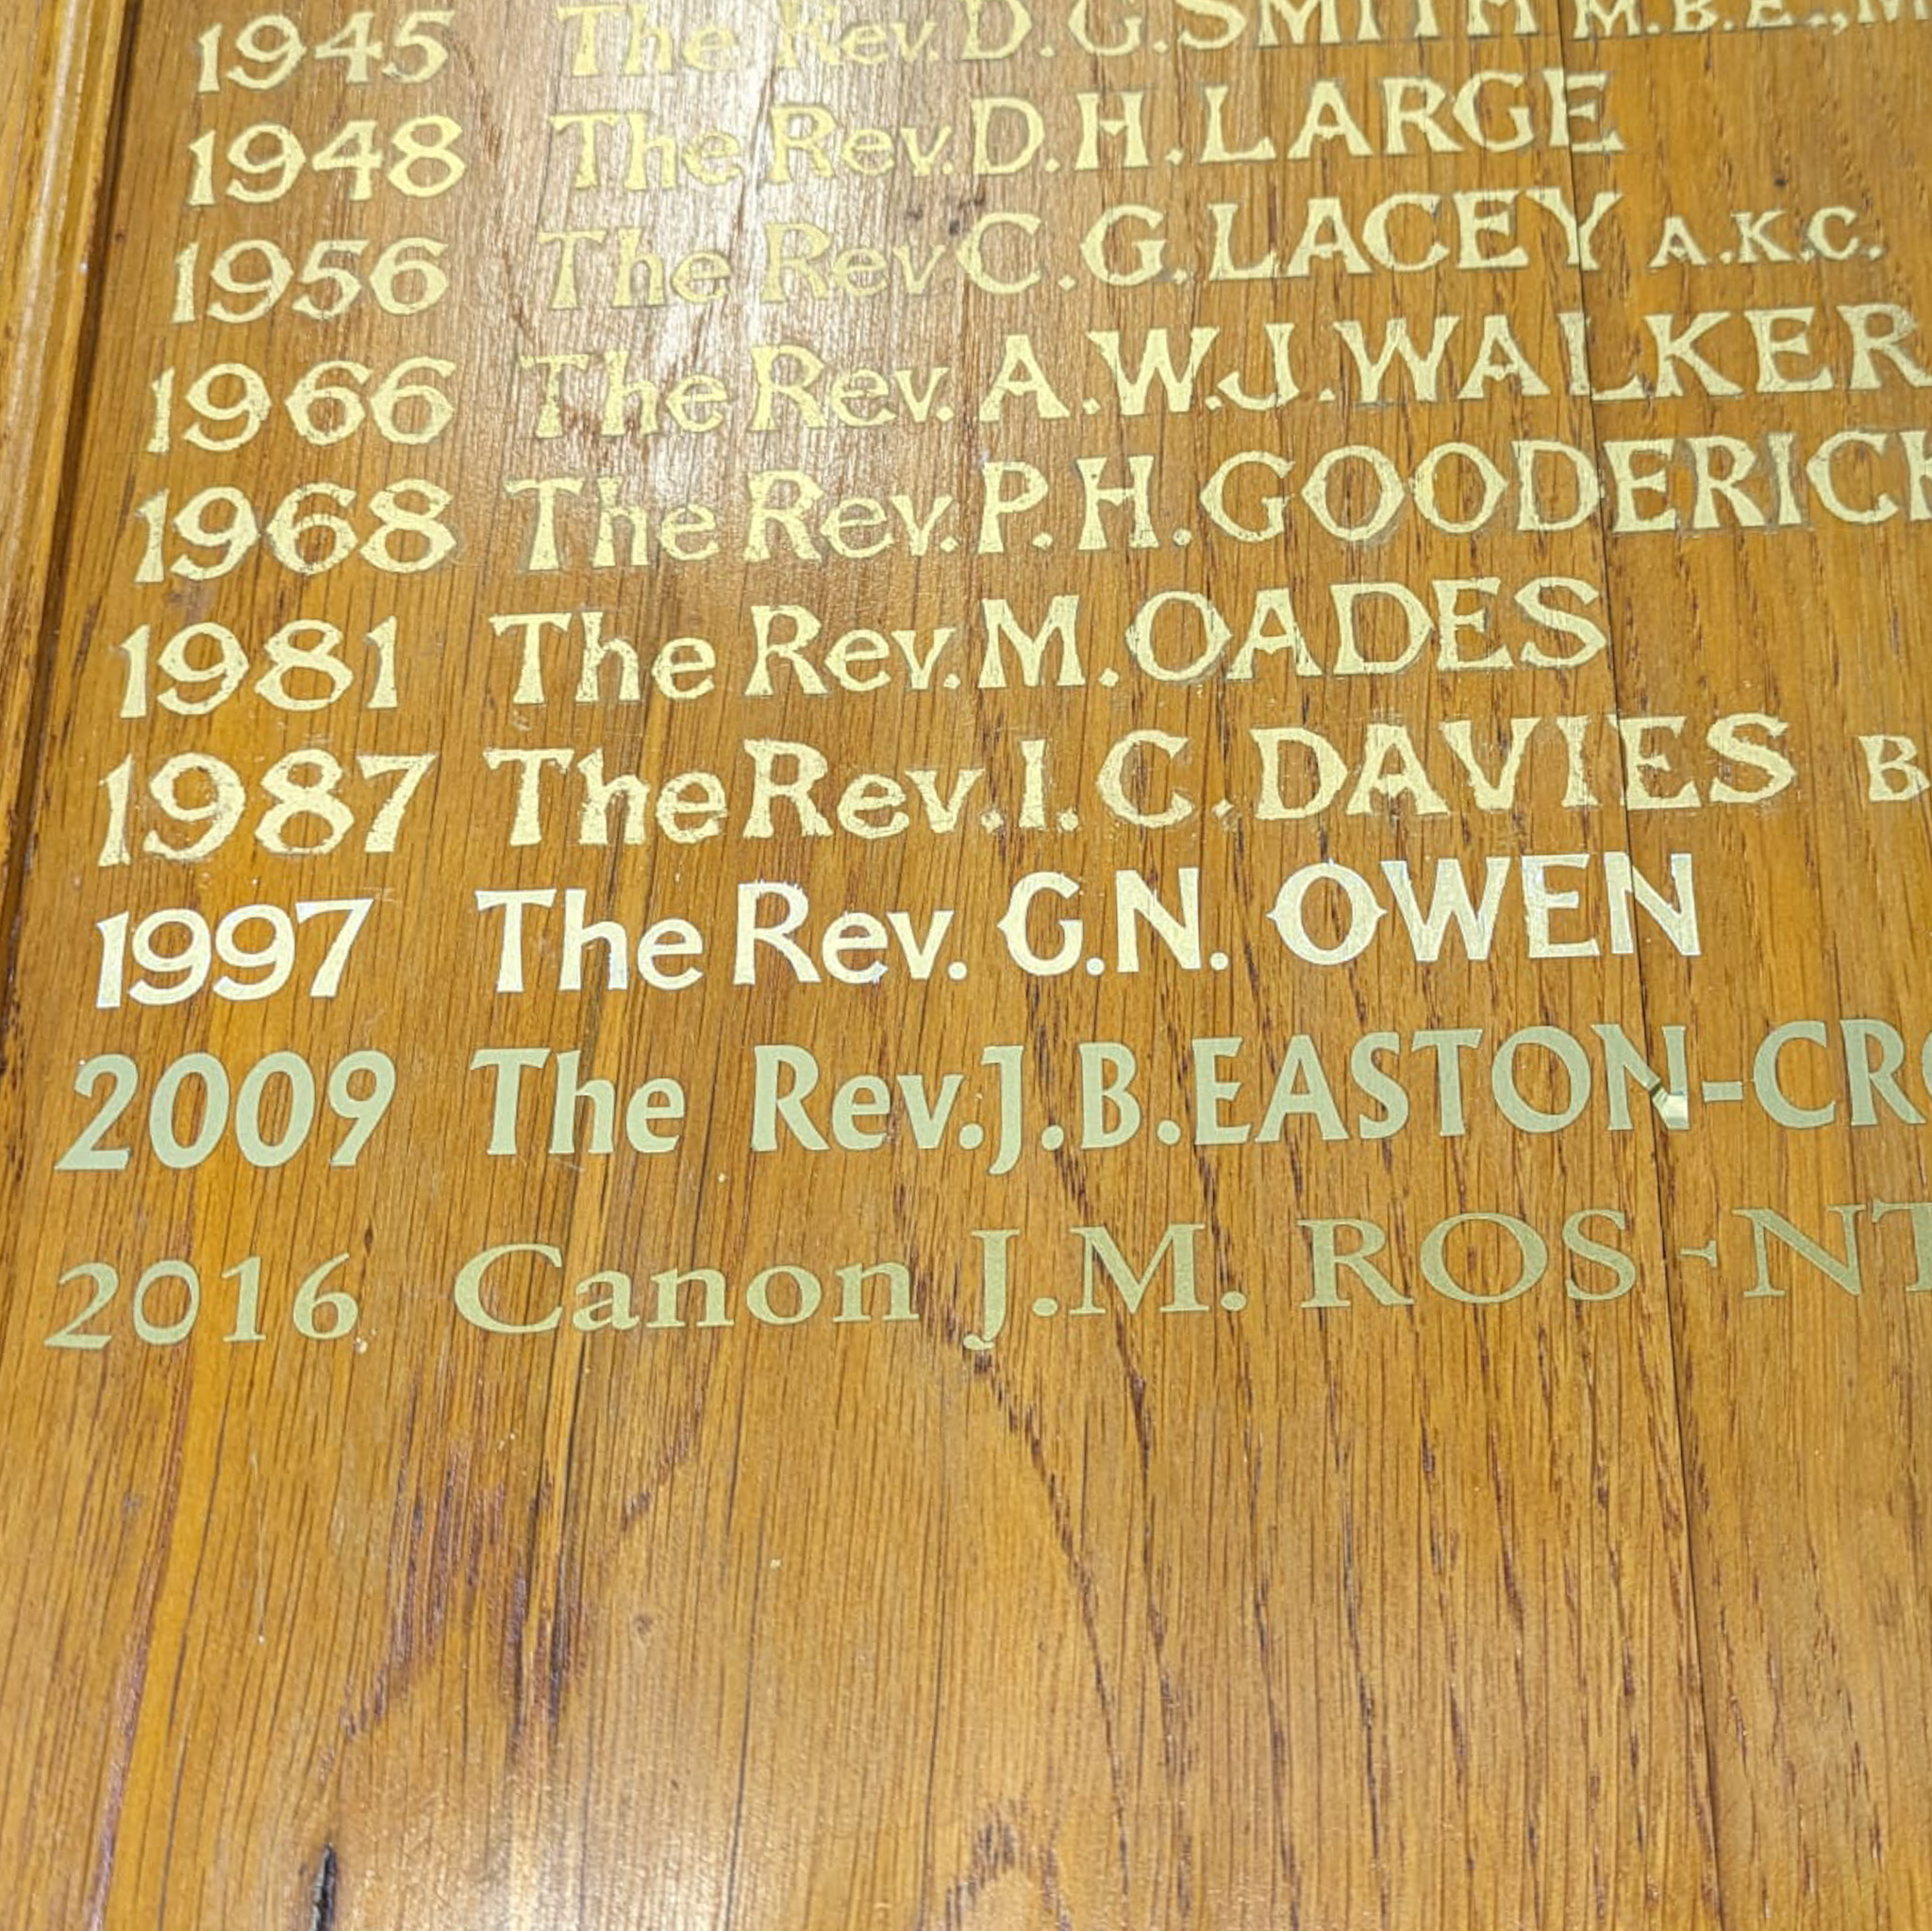 1945 The Rev. D.G. SMITH M.B.E.,
1948 The Rev. D.H. LARGE
1956 The Rev C.G. LACEY A.K.C.
1966 The Rev. A.W.J. WALKER
1968 The Rev. P.H. GOODERICK
1981 The Rev. M. OADES
1987 The Rev. I.C. DAVIES B
1997 The Rev. G.N. OWEN
2009 The Rev. J.B. EASTON-CRO
2016 Canon J.M. ROS-NT